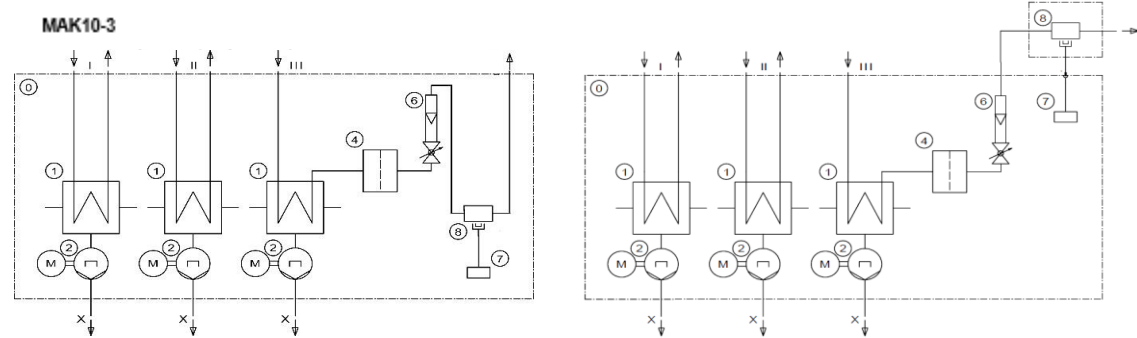 MAK10-3
8
I II III I II III
0 6 0 6 7
4 4
1 1 1 1 1 1
8
2 2 2 2 2 2 7
M M M M M M
X X X X X X